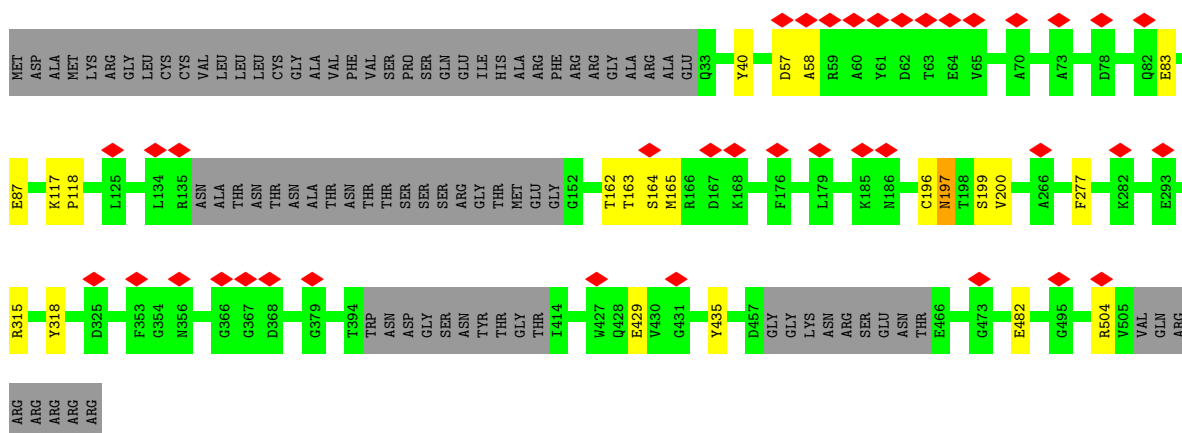 MET ASP ALA MET LYS ARG GLY LEU CYS CYS VAL LEU LEU LEU CYS GLY ALA VAL PHE VAL SER PRO SER GLN GLU ILE HIS ALA ARG PHE ARG ARG GLY ALA ARG ALA GLU Q33 Y40 D57 A58 R59 A60 Y61 D62 T63 E64 V65 A70 A73 D78 Q82 E83
E87 K117 P118 L125 L134 R135 ASN ALA THR ASN THR THR ASN ALA THR ASN THR THR SER SER SER ARG GLY THR MET GLU GLY G152 T162 T163 S164 M165 R166 D167 K168 F176 L179 K185 N186 C196 N197 T198 S199 V200 A266 F277 K282 E293
R315 Y318 D325 F353 G354 N356 G366 G367 D368 G379 T394 TRP ASN ASP GLY SER ASN TYR THR GLY THR I414 W427 Q428 E429 V430 G431 Y435 D457 GLY GLY LYS ASN ARG SER GLU ASN THR E466 G473 E482 G495 R504 V505 VAL GLN ARG
ARG ARG ARG ARG ARG